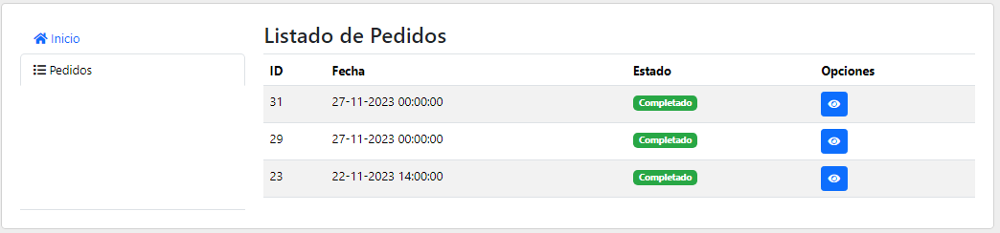 Inicio
Pedidos
Listado de Pedidos
ID Fecha Estado Opciones
31 27-11-2023 00:00:00 Completado
29 27-11-2023 00:00:00 Completado
23 22-11-2023 14:00:00 Completado